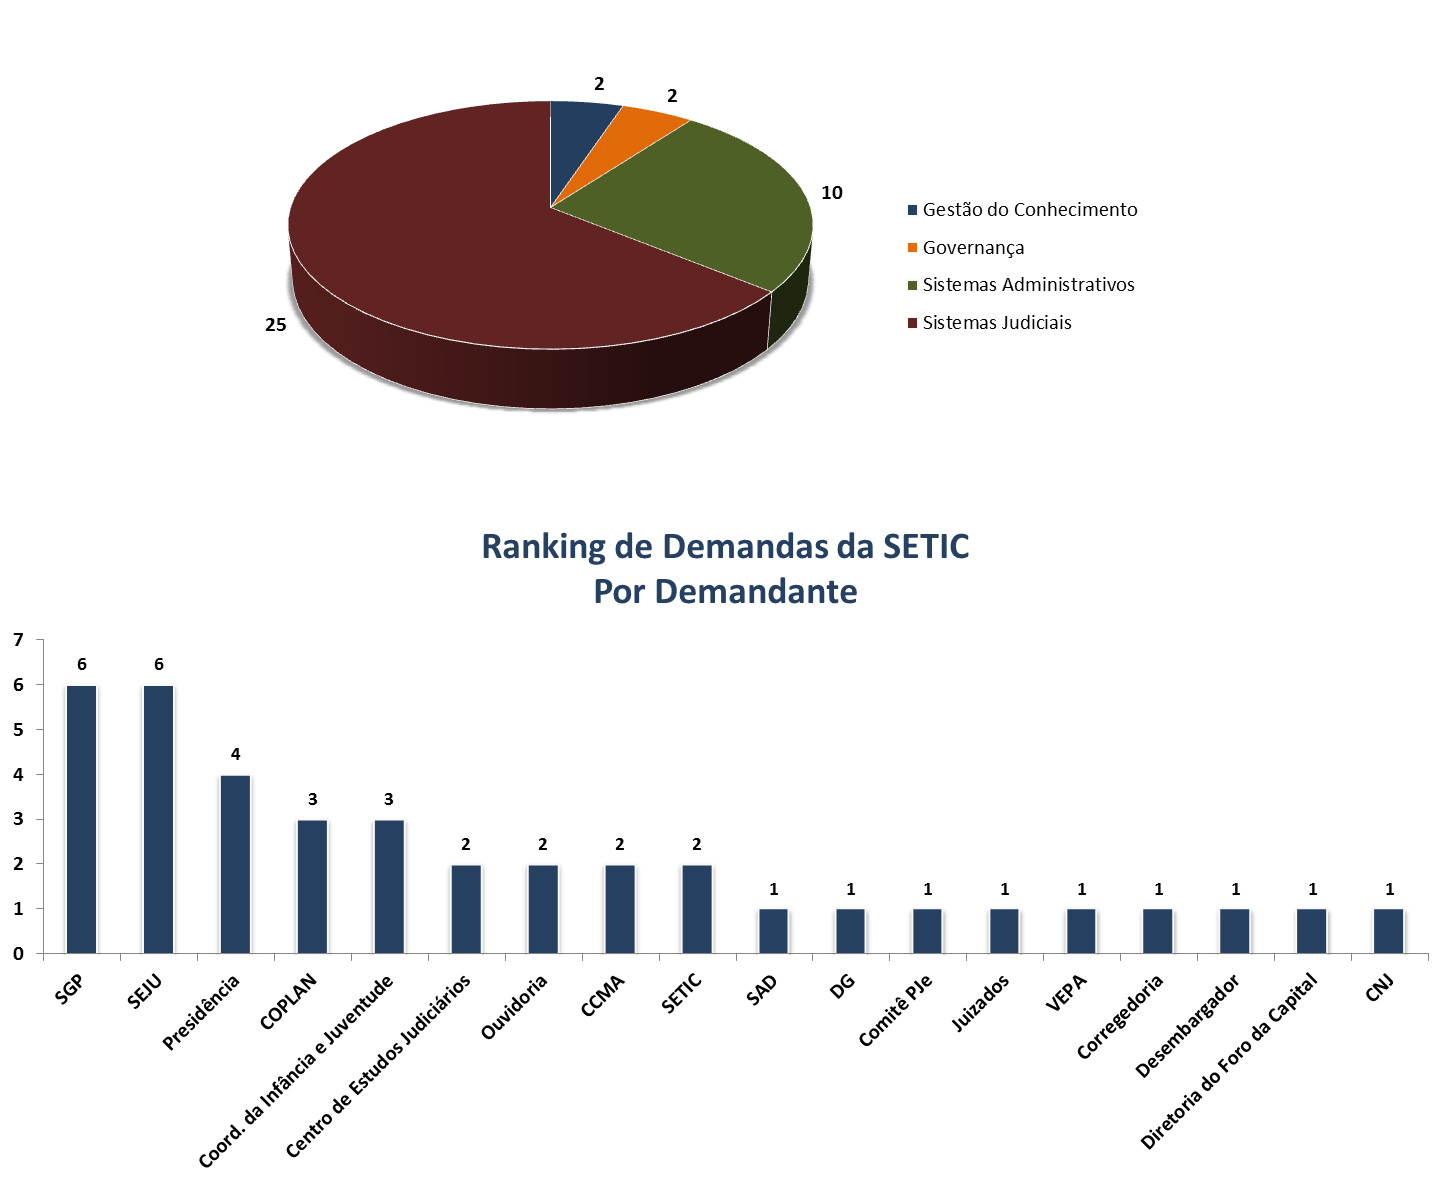 2
2
10
25
Gestão do Conhecimento
Governança
Sistemas Administrativos
Sistemas Judiciais
Ranking de Demandas da SETIC
Por Demandante
7
6
5
4
3
2
1
0
6
6
4
3
3
2
2
2
2
1
1
1
1
1
1
1
1
1
SGP
SEJU
Presidência
COPLAN
Coord. da Infância e Juventude
Centro de Estudos Judiciários
Ouvidoria
CCMA
SETIC
SAD
DG
Comitê PJe
Juizados
VEPA
Corregedoria
Desembargador
Diretoria do Foro da Capital
CNJ